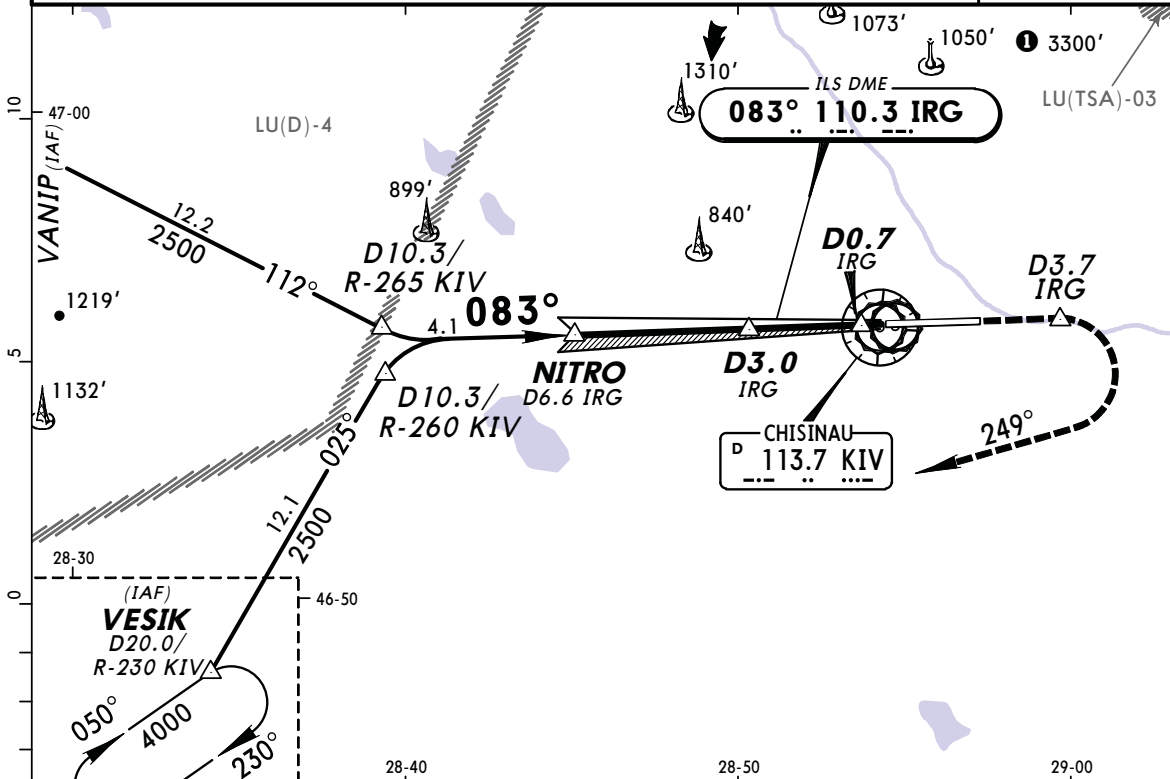 1073'
1050'
1 3300'
1310'
LU(TSA)-03
ILS DME
083° 110.3 IRG
10
47-00
LU(D)-4
VANIP (IAF)
899'
840'
12.2
2500
112°
D10.3/
R-265 KIV
083°
4.1
D0.7
IRG
D3.7
IRG
1219'
5
NITRO
D6.6 IRG
D3.0
IRG
1132'
D10.3/
R-260 KIV
025°
249°
CHISINAU
D 113.7 KIV
12.1
2500
28-30
0
(IAF)
VESIK
D20.0/
R-230 KIV
46-50
050°
4000
230°
28-40
28-50
29-00